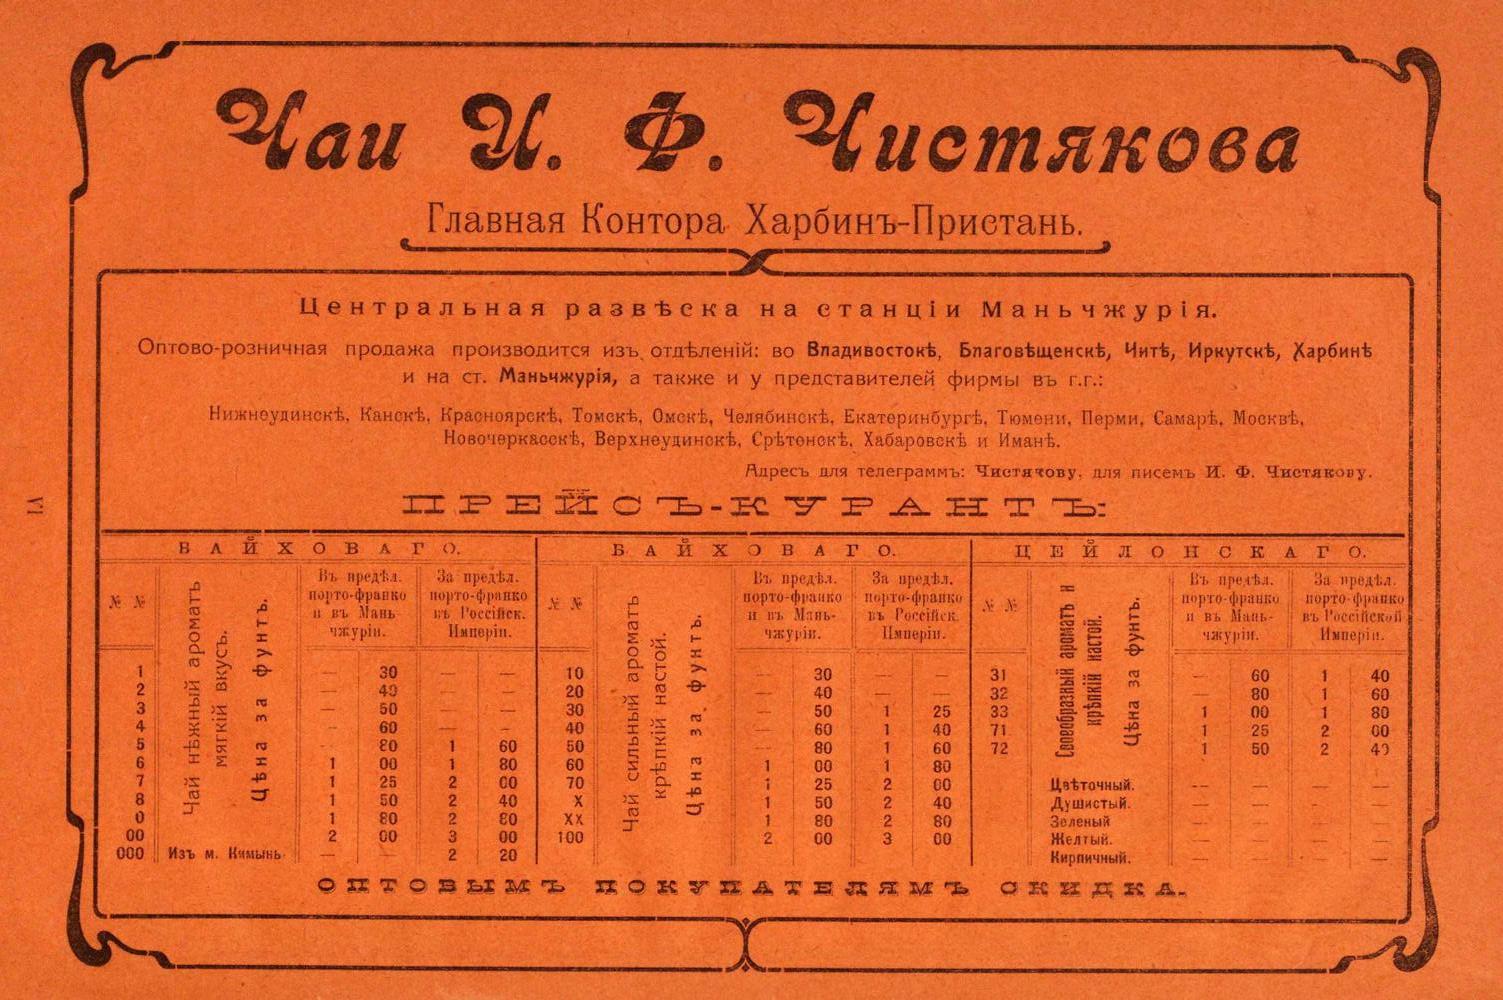 Чаи И. Ф. Чистякова
Главная Контора Харбинъ-Пристань.
Центральная развѣска на станціи Маньчжурія.
Оптово-розничная продажа производится изъ отдѣленій: во Владивостокѣ, Благовѣщенскѣ, Читѣ, Иркутскѣ, Харбинѣ
и на ст. Маньчжурія, а также и у представителей фирмы въ г.г.:
Нижнеудинскѣ, Канскѣ, Красноярскѣ, Томскѣ, Омскѣ, Челябинскѣ, Екатеринбургѣ, Тюмени, Перми, Самарѣ, Москвѣ,
Новочеркасскѣ, Верхнеудинскѣ, Срѣтенскѣ, Хабаровскѣ и Иманѣ.
Адресъ для телеграммъ: Чистякову, для писемъ И. Ф. Чистякову.
VI
ПРЕЙСЪ-КУРАНТЪ:
БАЙХОВАГО.
№ №
Чай нѣжный ароматъ
мягкій вкусъ.
Цѣна за фунтъ.
Въ предѣл.
порто-франко
и въ Мань-
чжуріи.
За предѣл.
порто-франко
въ Россійск.
Имперіи.
1 — 30 — —
2 — 40 — —
3 — 50 — —
4 — 60 — —
5 — 80 1 60
6 1 00 1 80
7 1 25 2 00
8 1 50 2 40
0 1 80 2 80
00 2 00 3 00
000 Изъ м. Кимынь — — 2 20
БАЙХОВАГО.
№ №
Чай сильный ароматъ
крѣпкій настой.
Цѣна за фунтъ.
Въ предѣл.
порто-франко
и въ Мань-
чжуріи.
За предѣл.
порто-франко
въ Россійск.
Имперіи.
10 — 30 — —
20 — 40 — —
30 — 50 1 25
40 — 60 1 40
50 — 80 1 60
60 1 00 1 80
70 1 25 2 00
X 1 50 2 40
XX 1 80 2 80
100 2 00 3 00
ЦЕЙЛОНСКАГО.
№ №
Своеобразный ароматъ и
крѣпкій настой.
Цѣна за фунтъ.
Въ предѣл.
порто-франко
и въ Мань-
чжуріи.
За предѣл.
порто-франко
въ Россійской
Имперіи.
31 — 60 1 40
32 — 80 1 60
33 1 00 1 80
71 1 25 2 00
72 1 50 2 40
Цвѣточный. — — — —
Душистый. — — — —
Зеленый — — — —
Желтый. — — — —
Кирпичный. — — — —
ОПТОВЫМЪ ПОКУПАТЕЛЯМЪ СКИДКА.